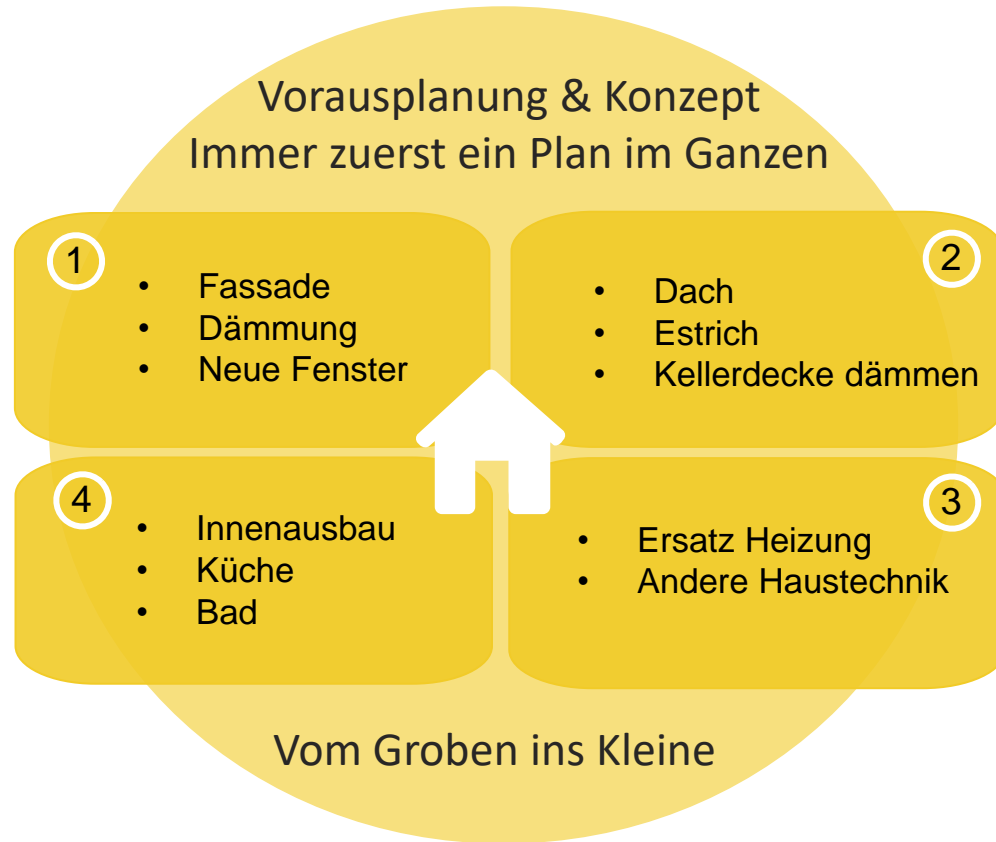 Vorausplanung & Konzept
Immer zuerst ein Plan im Ganzen
1
• Fassade
• Dämmung
• Neue Fenster
2
• Dach
• Estrich
• Kellerdecke dämmen
3
• Ersatz Heizung
• Andere Haustechnik
4
• Innenausbau
• Küche
• Bad
Vom Groben ins Kleine